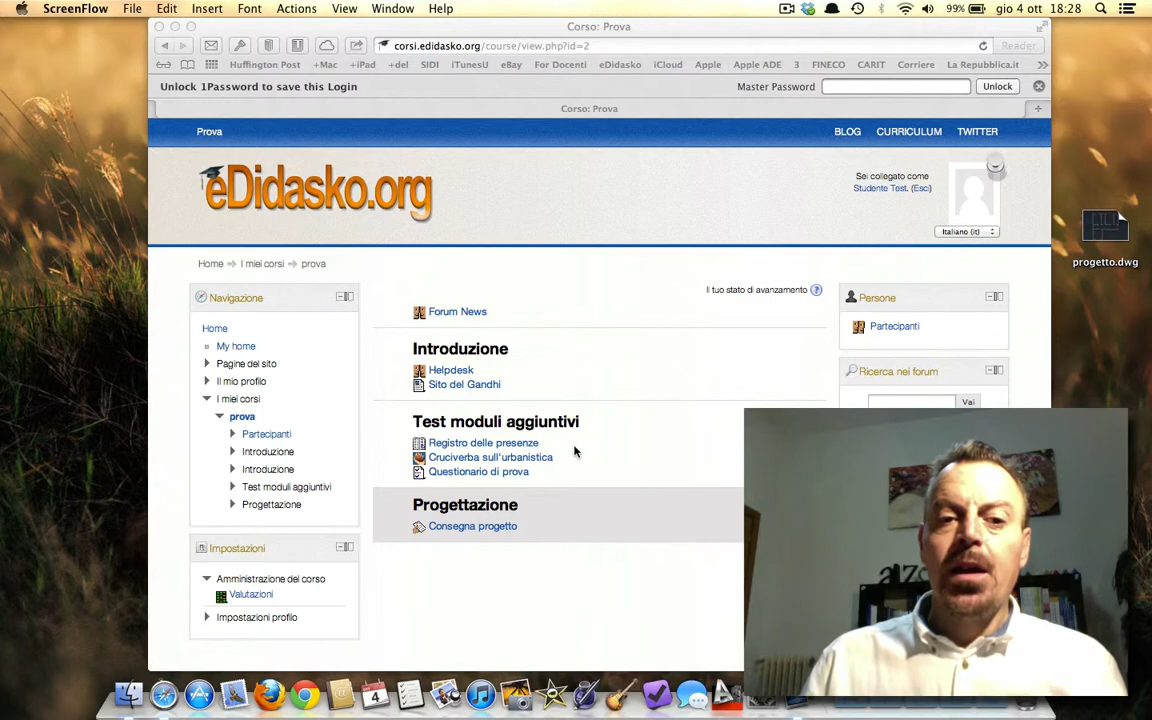 ScreenFlow File Edit Insert Font Actions View Window Help 99% gio 4 ott 18:28
Corso: Prova
corsi.edidasko.org/course/view.php?id=2 Reader
Huffington Post +Mac +iPad +del SIDI iTunesU eBay For Docenti eDidasko iCloud Apple Apple ADE 3 FINECO CARIT Corriere La Repubblica.it
Unlock 1Password to save this Login Master Password Unlock
Corso: Prova
Prova BLOG CURRICULUM TWITTER
eDidasko.org
Sei collegato come
Studente Test. (Esci)
Italiano (it)
progetto.dwg
Home I miei corsi prova
Il tuo stato di avanzamento ?
Navigazione
Home
My home
Pagine del sito
Il mio profilo
I miei corsi
prova
Partecipanti
Introduzione
Introduzione
Test moduli aggiuntivi
Progettazione
Impostazioni
Amministrazione del corso
Valutazioni
Impostazioni profilo
Forum News
Introduzione
Helpdesk
Sito del Gandhi
Test moduli aggiuntivi
Registro delle presenze
Cruciverba sull'urbanistica
Questionario di prova
Progettazione
Consegna progetto
Persone
Partecipanti
Ricerca nei forum
Vai
4